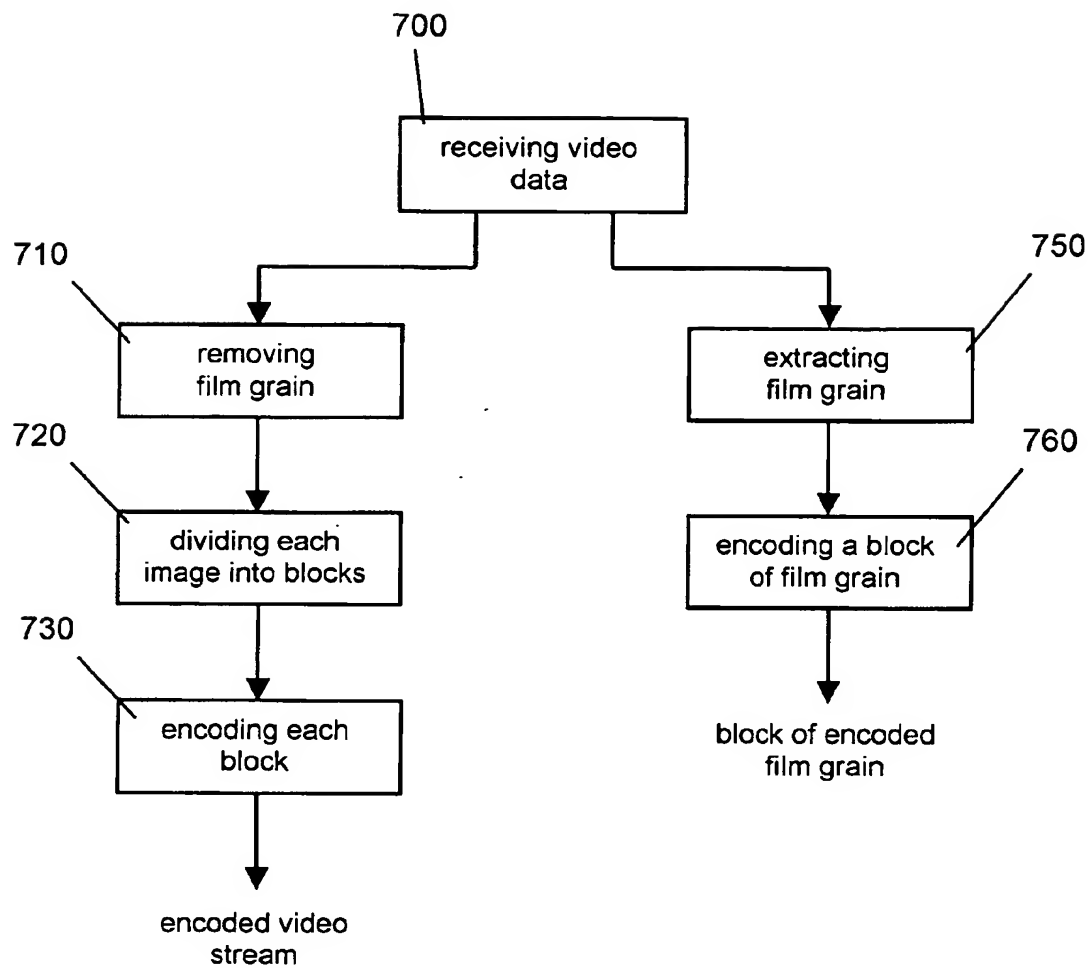 700
receiving video
data
710
removing
film grain
750
extracting
film grain
720
dividing each
image into blocks
760
encoding a block
of film grain
730
encoding each
block
block of encoded
film grain
encoded video
stream